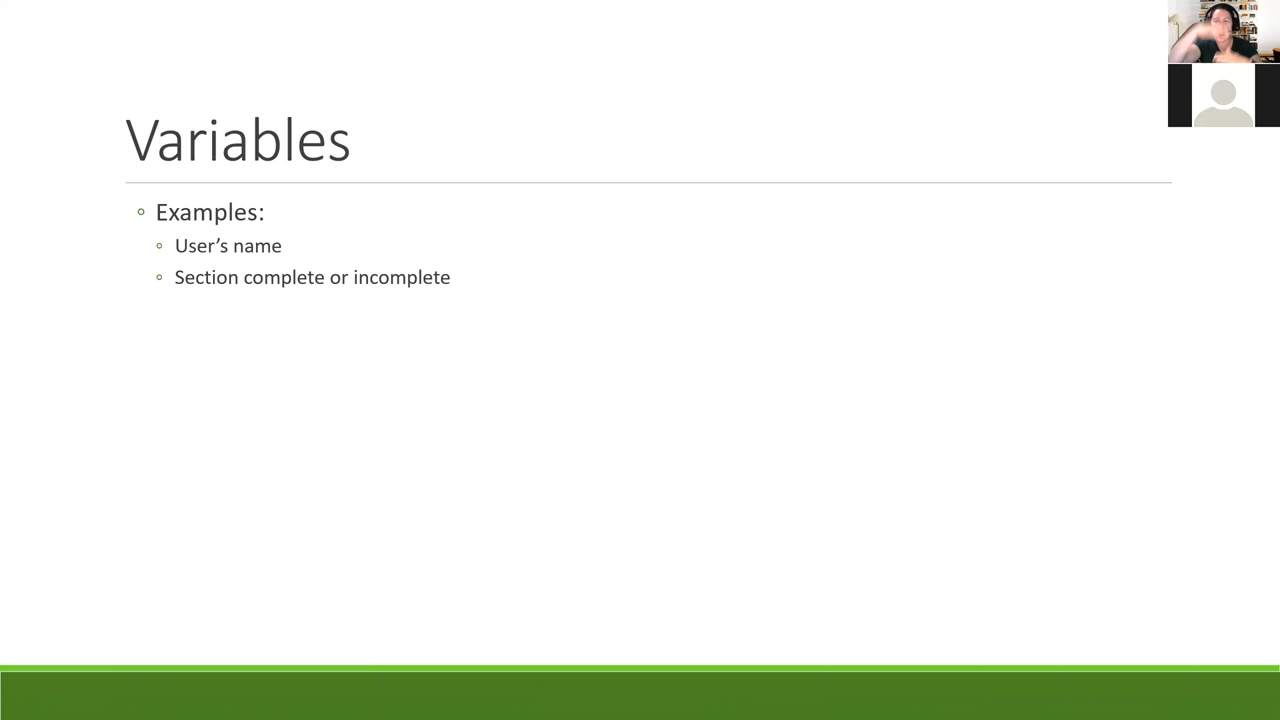 Variables
Examples:
User’s name
Section complete or incomplete